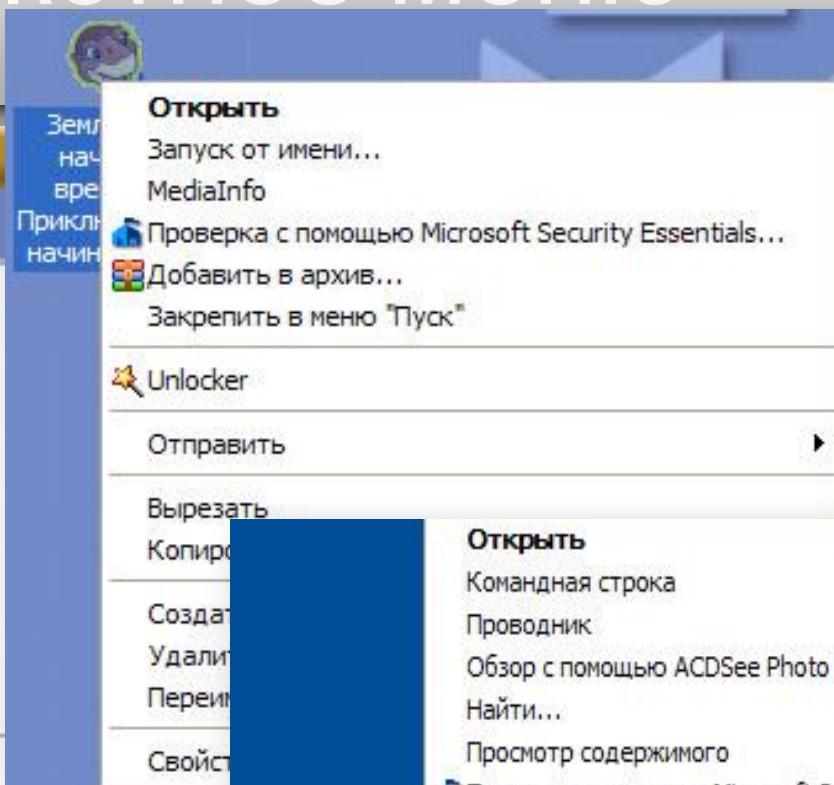 Открыть
Запуск от имени...
MediaInfo
Проверка с помощью Microsoft Security Essentials...
Добавить в архив...
Закрепить в меню "Пуск"
Unlocker
Отправить
Вырезать
Открыть
Командная строка
Проводник
Обзор с помощью ACDSee Photo
Найти...
Просмотр содержимого